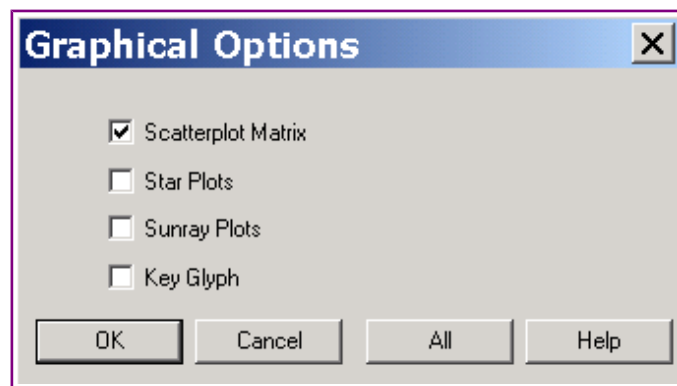 Graphical Options
Scatterplot Matrix
Star Plots
Sunray Plots
Key Glyph
OK Cancel All Help